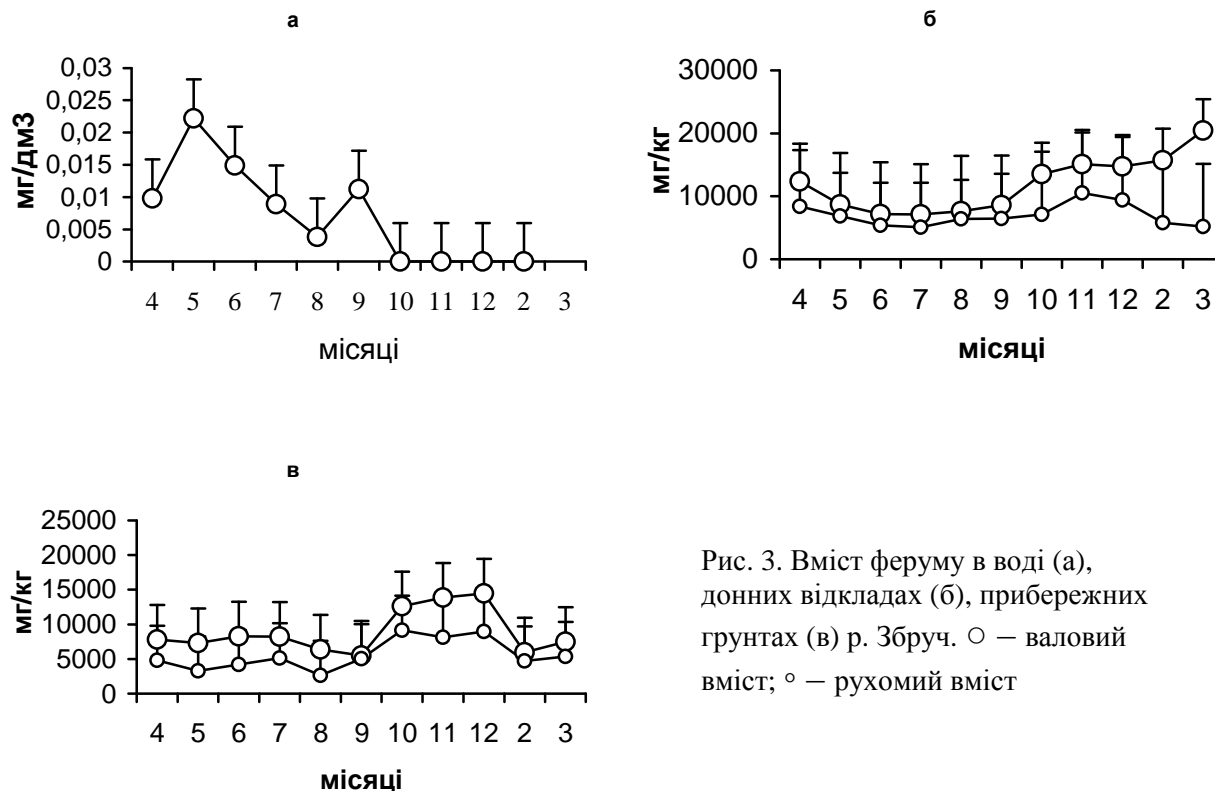 а
мг/дм3
0,03
0,025
0,02
0,015
0,01
0,005
0
4 5 6 7 8 9 10 11 12 2 3
місяці
б
мг/кг
30000
20000
10000
0
4 5 6 7 8 9 10 11 12 2 3
місяці
в
мг/кг
25000
20000
15000
10000
5000
0
4 5 6 7 8 9 10 11 12 2 3
місяці
Рис. 3. Вміст феруму в воді (а),
донних відкладах (б), прибережних
грунтах (в) р. Збруч. ○ – валовий
вміст; ° – рухомий вміст